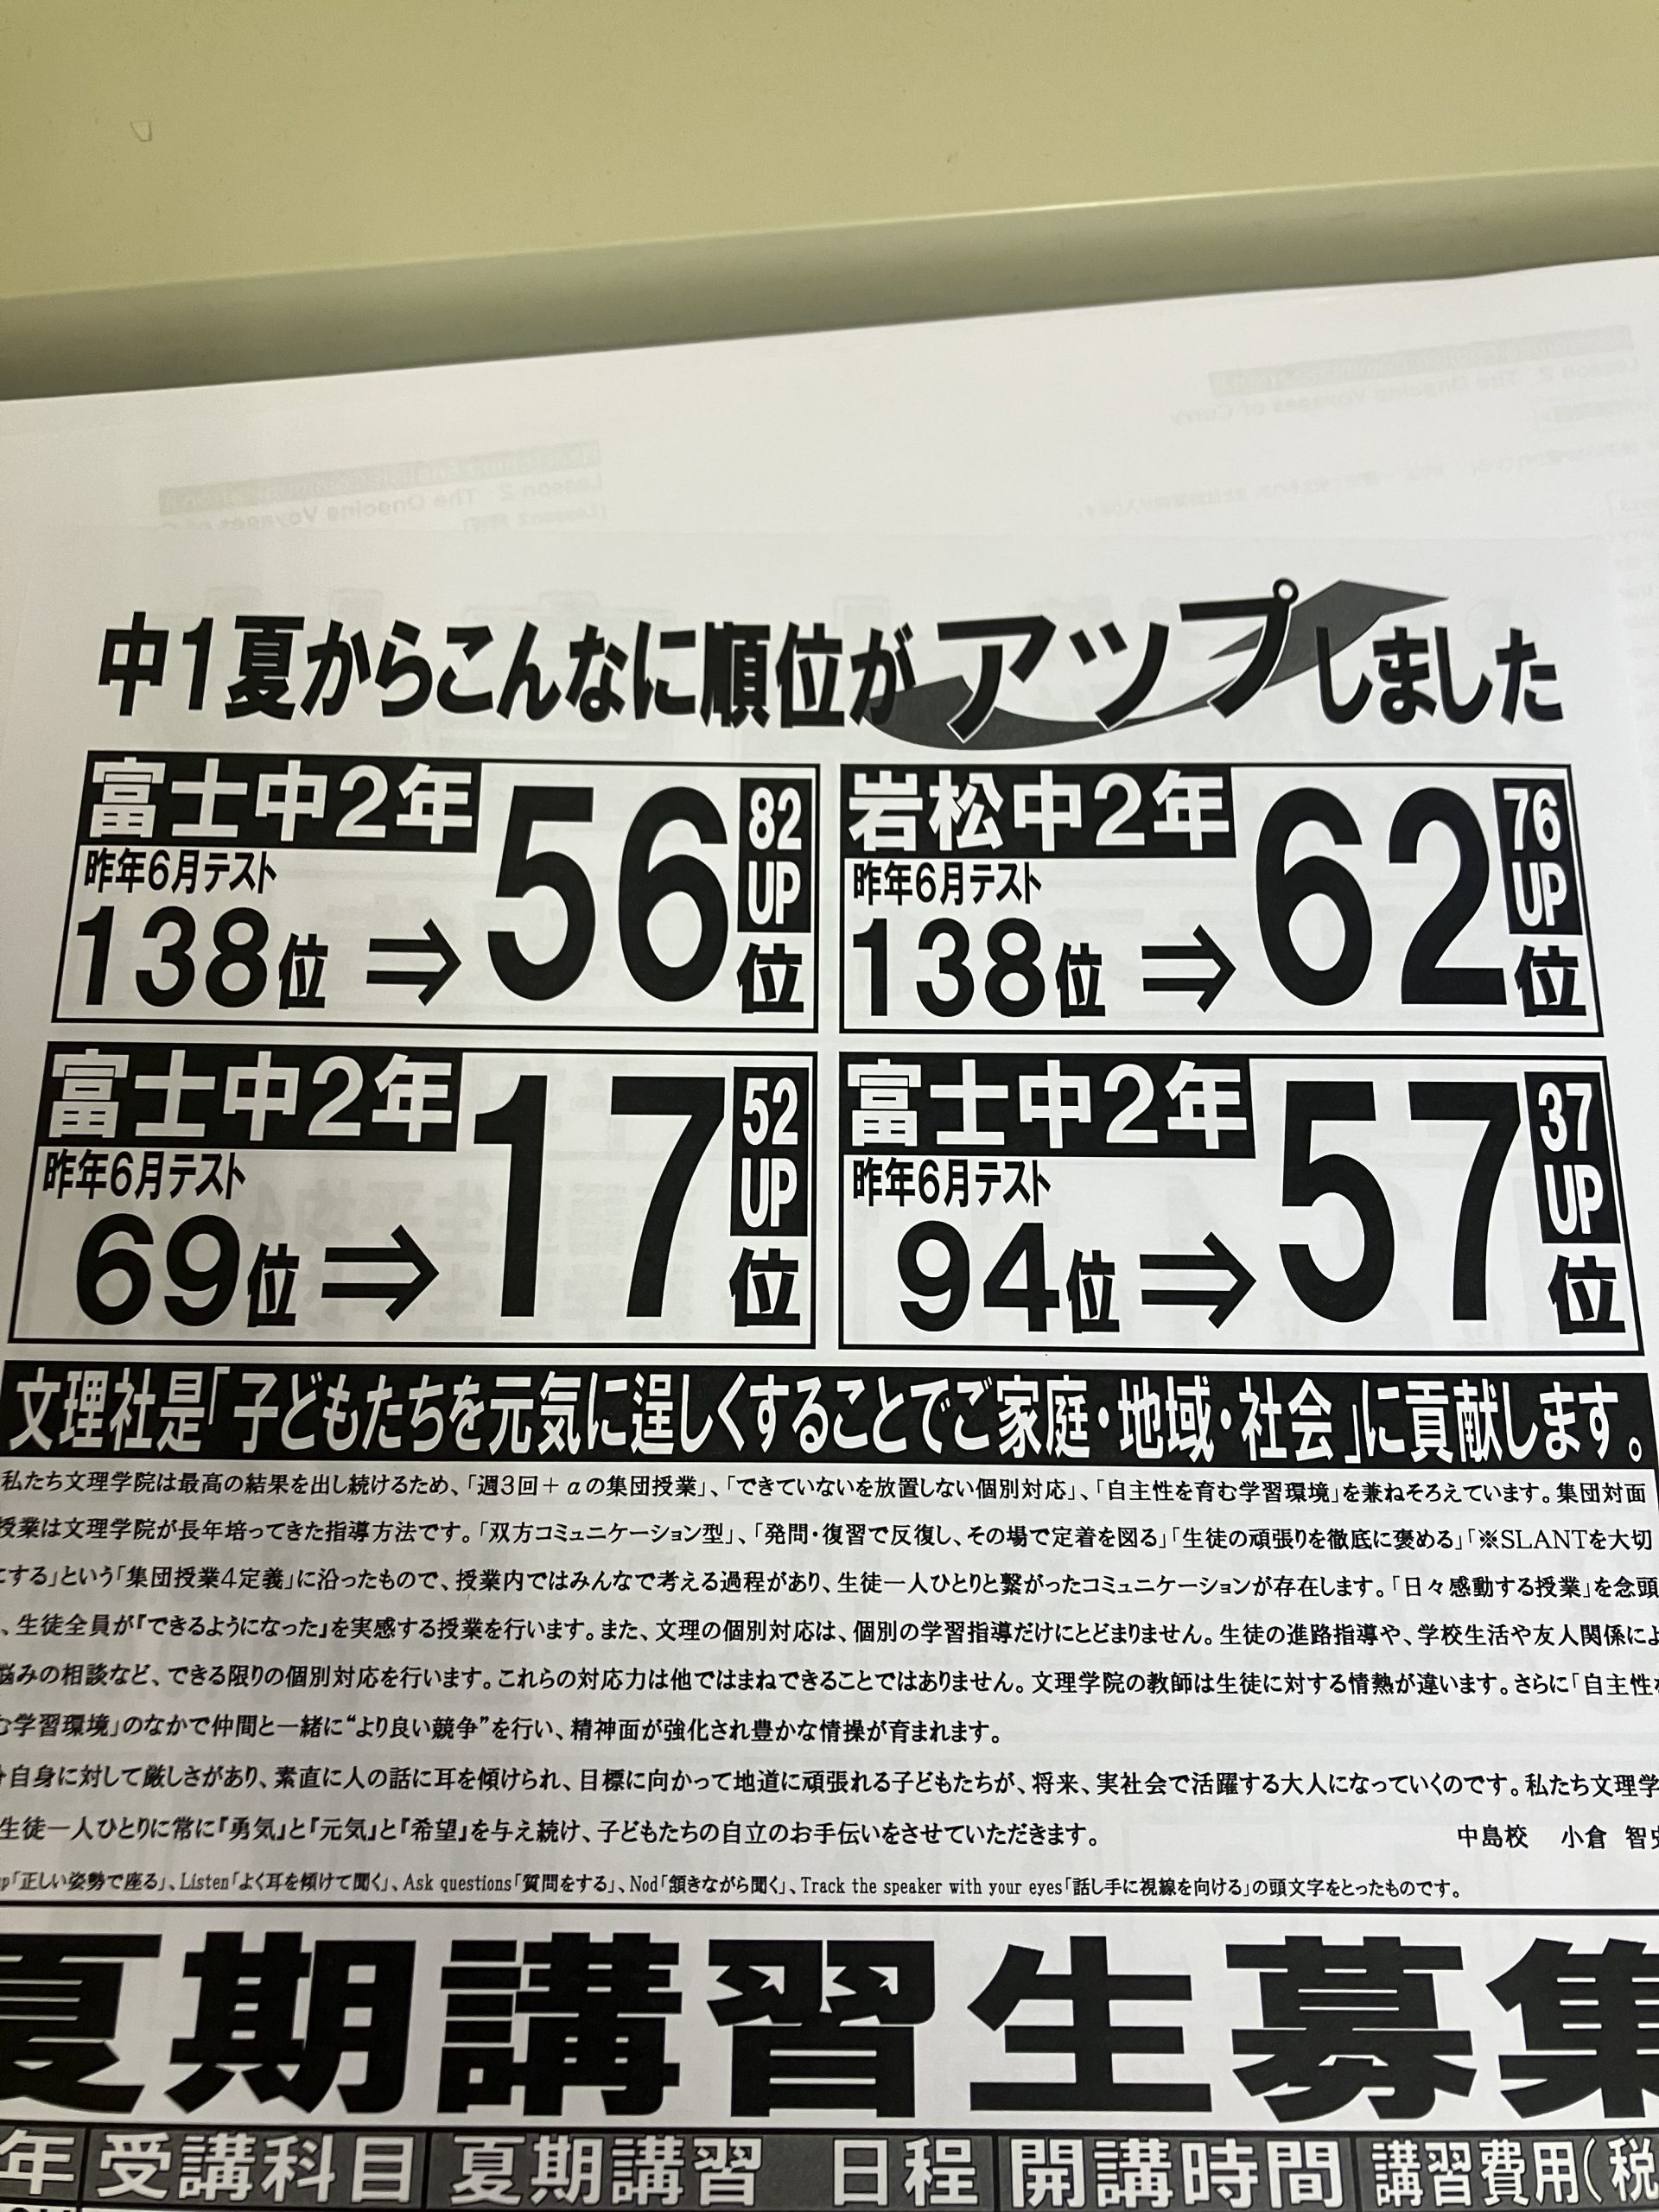 中1夏からこんなに順位がアップしました
富士中2年
昨年6月テスト
138位 ⇒ 56位
82UP
岩松中2年
昨年6月テスト
138位 ⇒ 62位
76UP
富士中2年
昨年6月テスト
69位 ⇒ 17位
52UP
富士中2年
昨年6月テスト
94位 ⇒ 57位
37UP
文理社是「子どもたちを元気に逞しくすることでご家庭・地域・社会」に貢献します。
私たち文理学院は最高の結果を出し続けるため、「週3回＋αの集団授業」、「できていないを放置しない個別対応」、「自主性を育む学習環境」を兼ねそろえています。集団対面
授業は文理学院が長年培ってきた指導方法です。「双方コミュニケーション型」、「発問・復習で反復し、その場で定着を図る」「生徒の頑張りを徹底に褒める」「※SLANTを大切
にする」という「集団授業4定義」に沿ったもので、授業内ではみんなで考える過程があり、生徒一人ひとりと繋がったコミュニケーションが存在します。「日々感動する授業」を念頭
、生徒全員が『できるようになった』を実感する授業を行います。また、文理の個別対応は、個別の学習指導だけにとどまりません。生徒の進路指導や、学校生活や友人関係によ
悩みの相談など、できる限りの個別対応を行います。これらの対応力は他ではまねできることではありません。文理学院の教師は生徒に対する情熱が違います。さらに「自主性を
む学習環境」のなかで仲間と一緒に“より良い競争”を行い、精神面が強化され豊かな情操が育まれます。
自身に対して厳しさがあり、素直に人の話に耳を傾けられ、目標に向かって地道に頑張れる子どもたちが、将来、実社会で活躍する大人になっていくのです。私たち文理学
生徒一人ひとりに常に『勇気』と『元気』と『希望』を与え続け、子どもたちの自立のお手伝いをさせていただきます。
中島校 小倉 智史
up「正しい姿勢で座る」、Listen「よく耳を傾けて聞く」、Ask questions「質問をする」、Nod「頷きながら聞く」、Track the speaker with your eyes「話し手に視線を向ける」の頭文字をとったものです。
夏期講習生募集
年 受講科目 夏期講習 日程 開講時間 講習費用(税